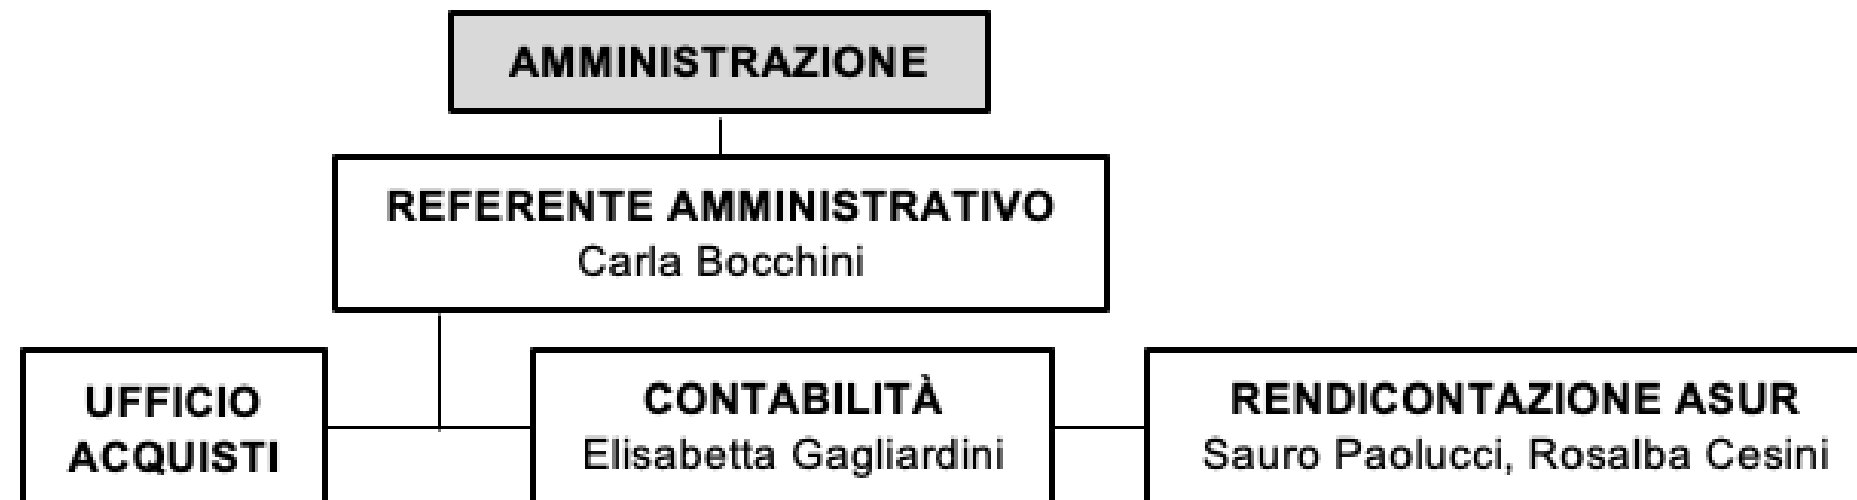 AMMINISTRAZIONE
REFERENTE AMMINISTRATIVO
Carla Bocchini
UFFICIO
ACQUISTI
CONTABILITÀ
Elisabetta Gagliardini
RENDICONTAZIONE ASUR
Sauro Paolucci, Rosalba Cesini